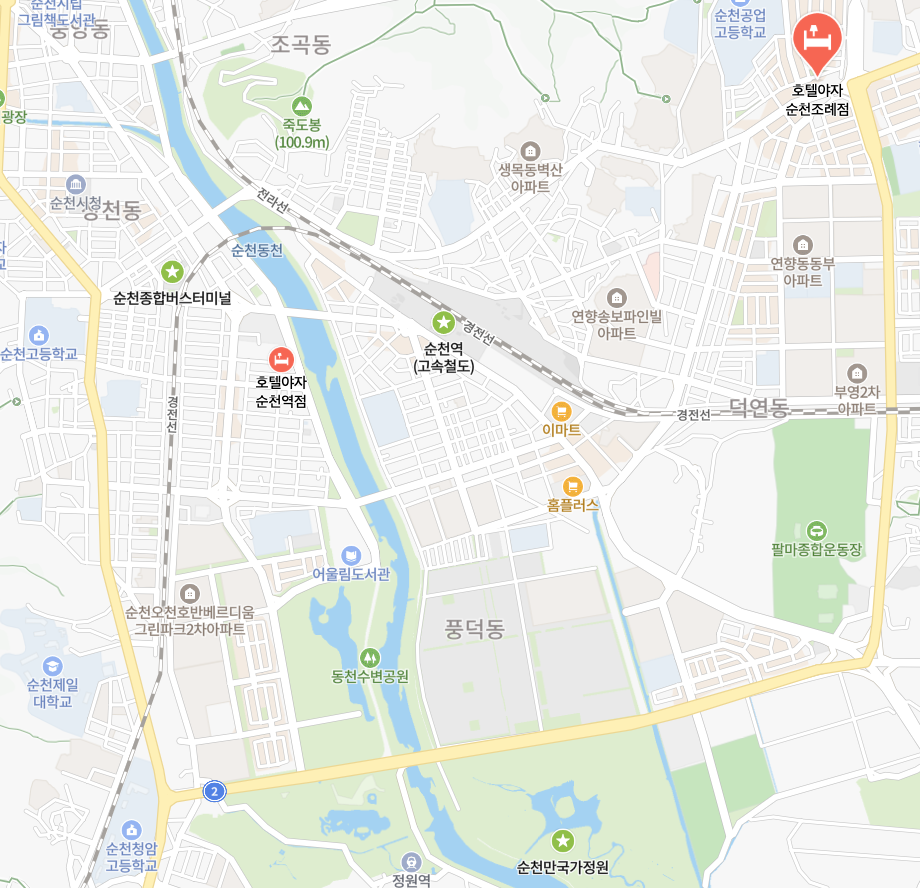 순천시립
그림책도서관
중앙동
조곡동
순천공업
고등학교
호텔야자
순천조례점
광장
죽도봉
(100.9m)
생목동벽산
아파트
순천시청
장천동
전라선
순천동천
연향동동부
아파트
순천종합버스터미널
연향송보파인빌
아파트
경전선
순천역
(고속철도)
순천고등학교
호텔야자
순천역점
경전선
부영2차
아파트
덕연동
경전선
이마트
홈플러스
팔마종합운동장
어울림도서관
순천오천호반베르디움
그린파크2차아파트
풍덕동
동천수변공원
순천제일
대학교
2
순천청암
고등학교
정원역
순천만국가정원